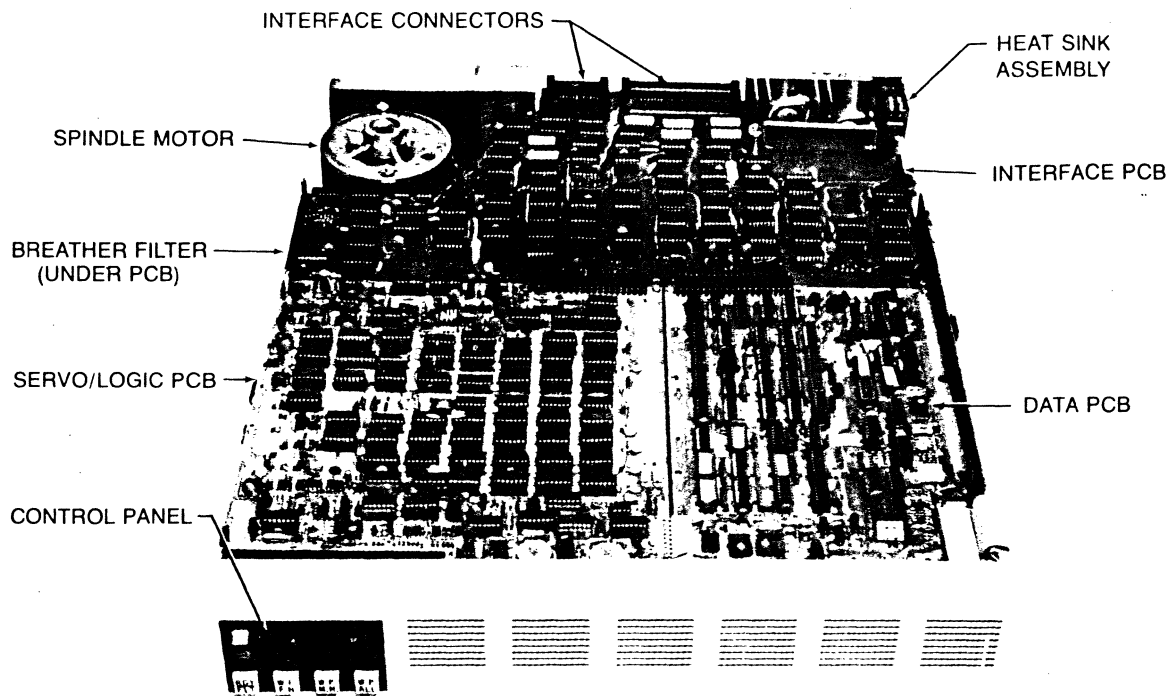 INTERFACE CONNECTORS
HEAT SINK
ASSEMBLY
SPINDLE MOTOR
INTERFACE PCB
BREATHER FILTER
(UNDER PCB)
SERVO/LOGIC PCB
DATA PCB
CONTROL PANEL